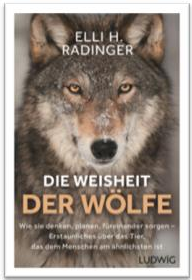 ELLI H.
RADINGER
DIE WEISHEIT
DER WÖLFE
Wie sie denken, planen, füreinander sorgen –
Erstaunliches über das Tier,
das dem Menschen am ähnlichsten ist
LUDWIG